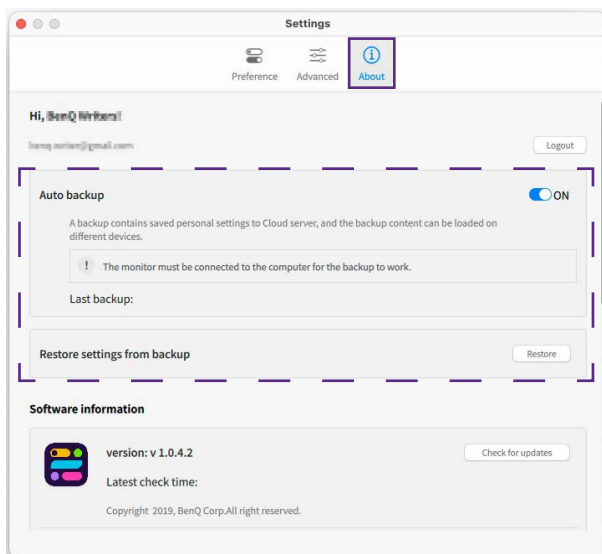 Settings
Preference
Advanced
About
Hi,
Logout
Auto backup
ON
A backup contains saved personal settings to Cloud server, and the backup content can be loaded on
different devices.
! The monitor must be connected to the computer for the backup to work.
Last backup:
Restore settings from backup
Restore
Software information
version: v 1.0.4.2
Check for updates
Latest check time:
Copyright 2019, BenQ Corp.All right reserved.